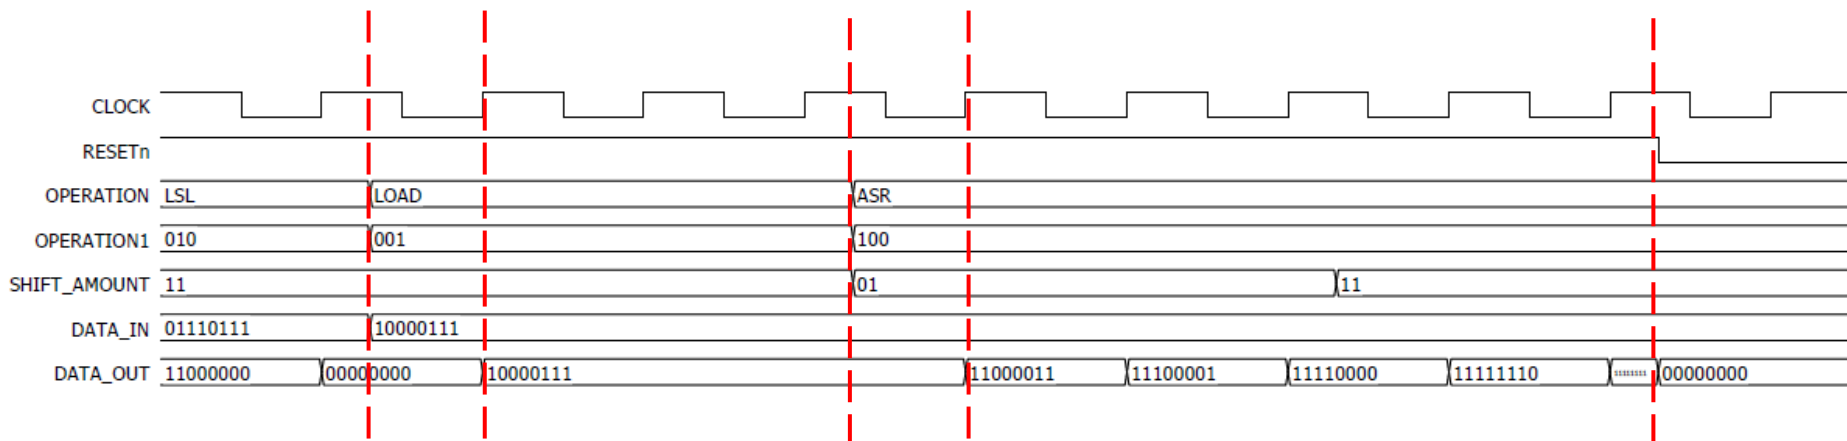 CLOCK
RESETn
OPERATION LSL LOAD ASR
OPERATION1 010 001 100
SHIFT_AMOUNT 11 01 11
DATA_IN 01110111 10000111
DATA_OUT 11000000 00000000 10000111 11000011 11100001 11110000 11111110 11111111 00000000